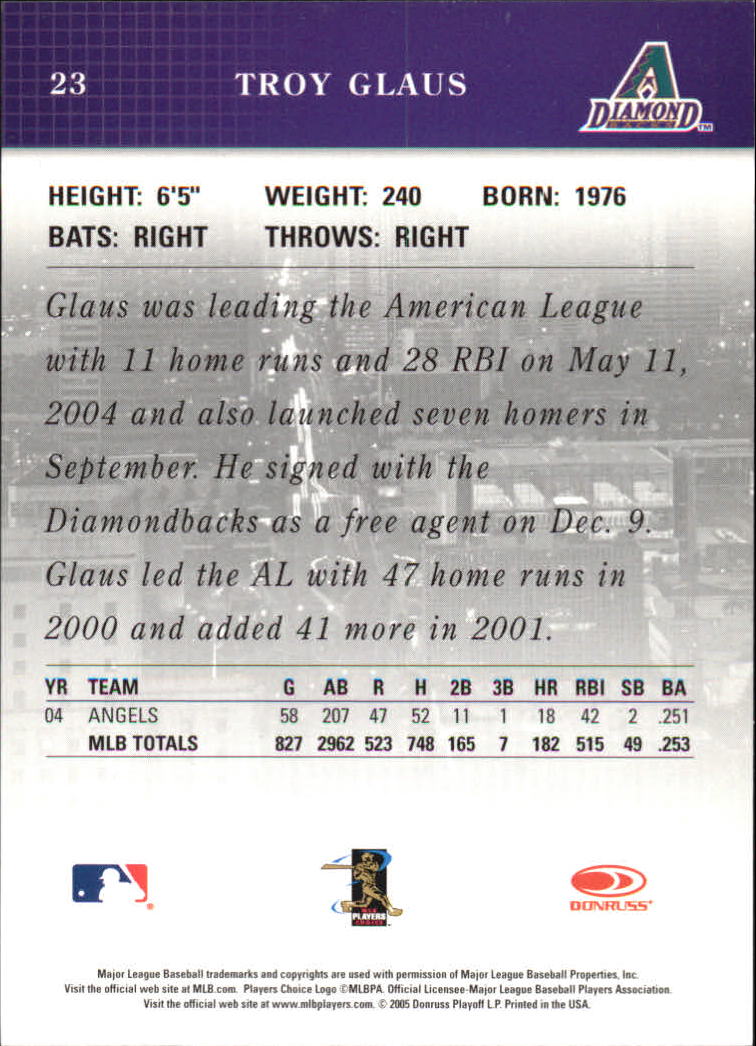 23 TROY GLAUS
DIAMOND
BACKS TM
HEIGHT: 6'5" WEIGHT: 240 BORN: 1976
BATS: RIGHT THROWS: RIGHT
Glaus was leading the American League
with 11 home runs and 28 RBI on May 11,
2004 and also launched seven homers in
September. He signed with the
Diamondbacks as a free agent on Dec. 9.
Glaus led the AL with 47 home runs in
2000 and added 41 more in 2001.
YR TEAM G AB R H 2B 3B HR RBI SB BA
04 ANGELS 58 207 47 52 11 1 18 42 2 .251
MLB TOTALS 827 2962 523 748 165 7 182 515 49 .253
MLB
PLAYERS
CHOICE
DONRUSS
Major League Baseball trademarks and copyrights are used with permission of Major League Baseball Properties, Inc.
Visit the official web site at MLB.com. Players Choice Logo ©MLBPA. Official Licensee-Major League Baseball Players Association.
Visit the official web site at www.mlbplayers.com. © 2005 Donruss Playoff L.P. Printed in the USA.